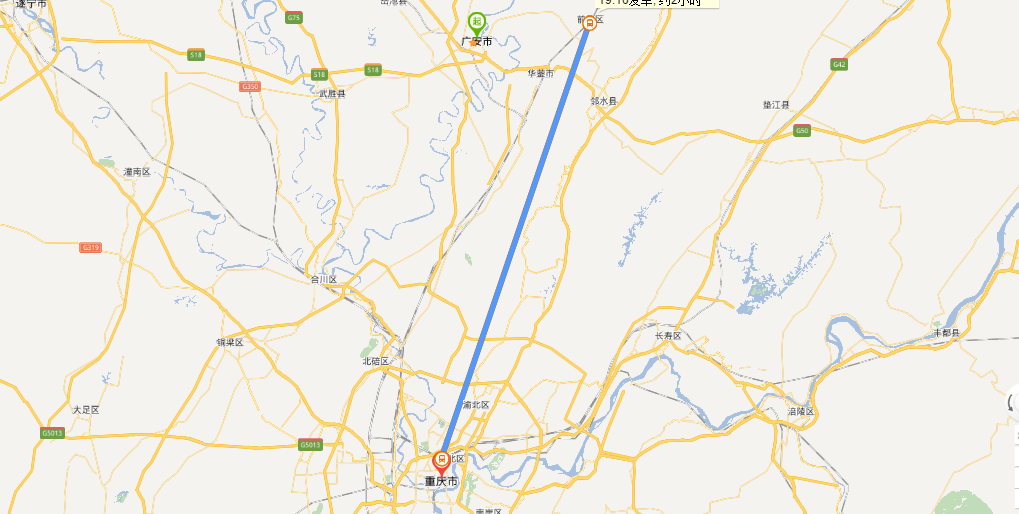 遂宁市
岳池县
19:10发车, 约2小时
G75
起
前锋区
广安市
S18
S18
S18
华蓥市
G42
G350
武胜县
邻水县
垫江县
G50
潼南区
G319
合川区
长寿区
丰都县
铜梁区
北碚区
大足区
渝北区
涪陵区
G5013
G5013
北区
重庆市
南岸区